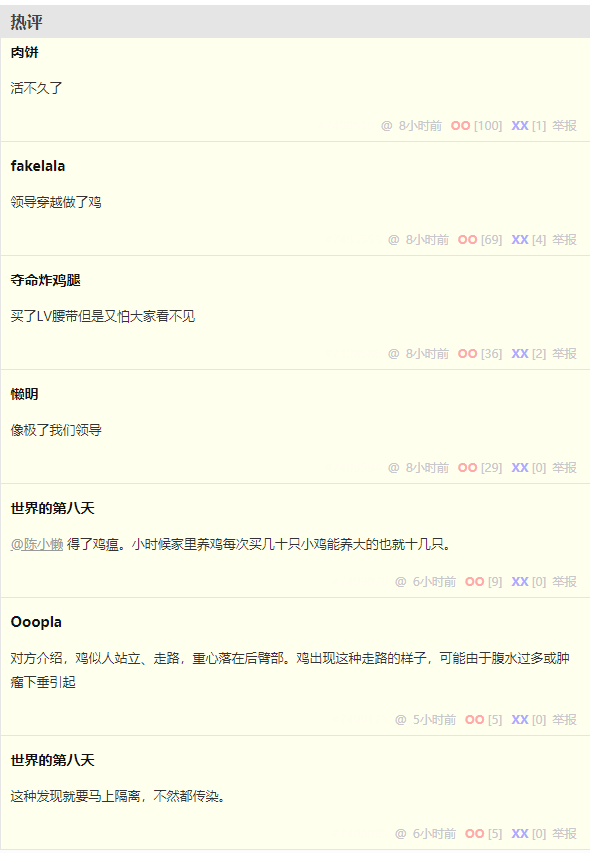 热评
肉饼
活不久了
@ 8小时前 OO [100] XX [1] 举报
fakelala
领导穿越做了鸡
@ 8小时前 OO [69] XX [4] 举报
夺命炸鸡腿
买了LV腰带但是又怕大家看不见
@ 8小时前 OO [36] XX [2] 举报
懒明
像极了我们领导
@ 8小时前 OO [29] XX [0] 举报
世界的第八天
@陈小懒 得了鸡瘟。小时候家里养鸡每次买几十只小鸡能养大的也就十几只。
@ 6小时前 OO [9] XX [0] 举报
Ooopla
对方介绍，鸡似人站立、走路，重心落在后臂部。鸡出现这种走路的样子，可能由于腹水过多或肿
瘤下垂引起
@ 5小时前 OO [5] XX [0] 举报
世界的第八天
这种发现就要马上隔离，不然都传染。
@ 6小时前 OO [5] XX [0] 举报